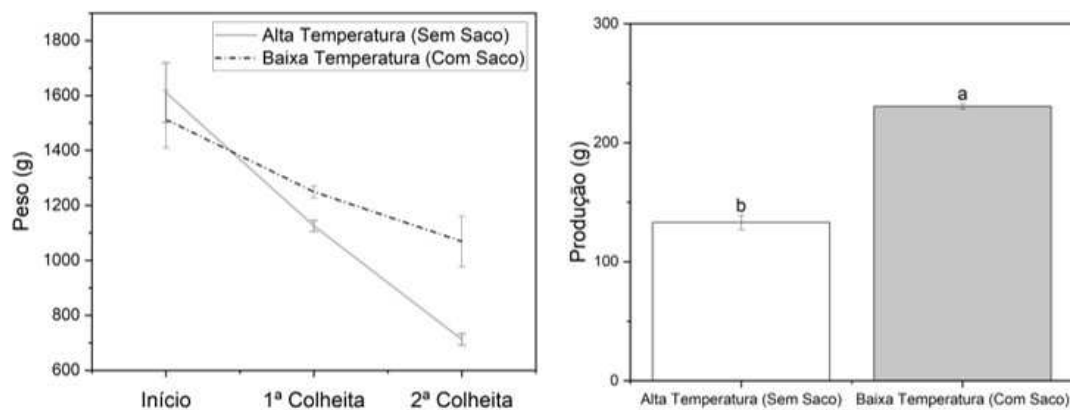 Peso (g)
1800
1600
1400
1200
1000
800
600
Alta Temperatura (Sem Saco)
Baixa Temperatura (Com Saco)
Início
1ª Colheita
2ª Colheita
Produção (g)
300
200
100
0
b
a
Alta Temperatura (Sem Saco)
Baixa Temperatura (Com Saco)